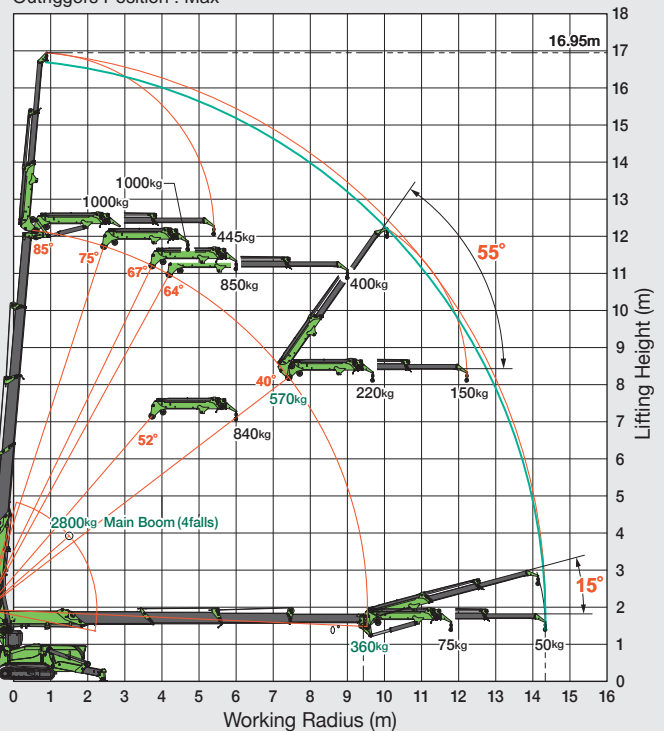 Outriggers Position : Max
18
16.95m
17
16
15
14
1000kg
13
1000kg
445kg
12
85°
75°
55°
67°
850kg
400kg
11
64°
10
9
40°
570kg
220kg
150kg
8
52°
840kg
7
6
5
2800kg Main Boom (4falls)
4
3
15°
2
0°
360kg
75kg
50kg
1
0
Lifting Height (m)
0 1 2 3 4 5 6 7 8 9 10 11 12 13 14 15 16
Working Radius (m)